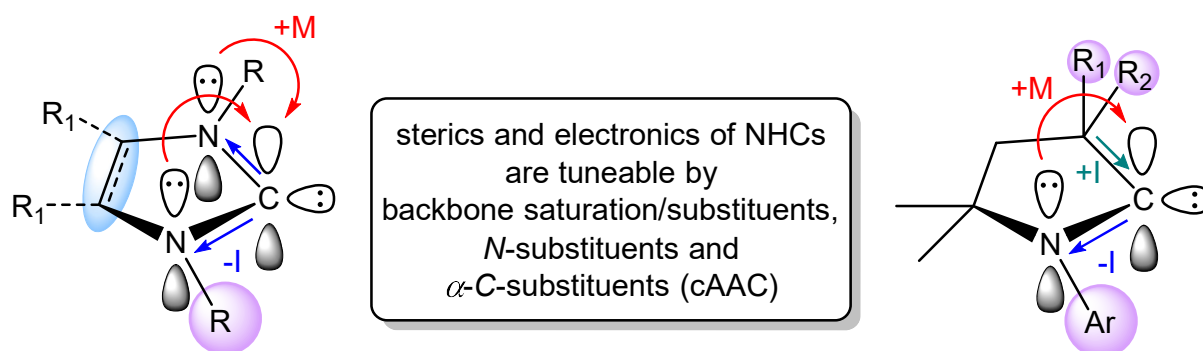 +M
R
R₁
N
R₁
C
N
-I
R
sterics and electronics of NHCs
are tuneable by
backbone saturation/substituents,
N-substituents and
α-C-substituents (cAAC)
R₁
R₂
+M
+I
C
N
-I
Ar